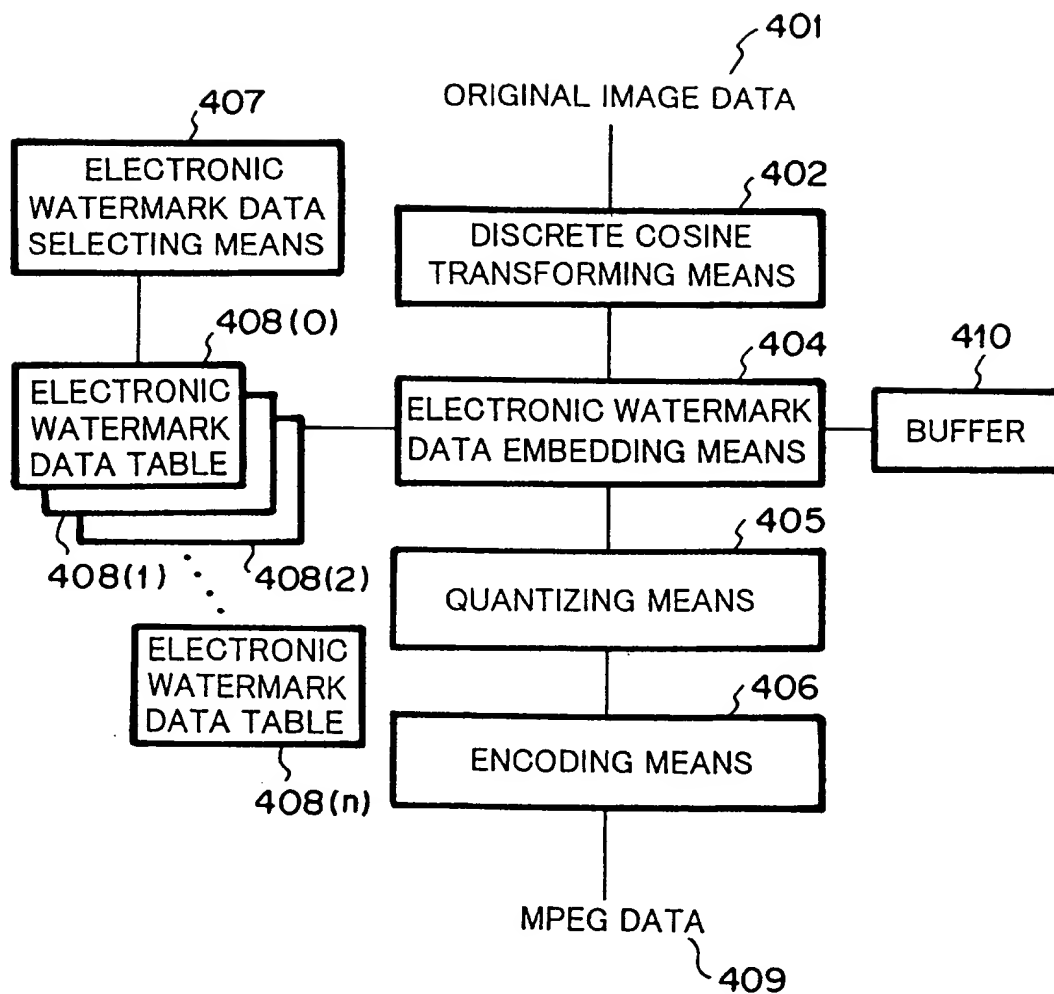 401
ORIGINAL IMAGE DATA
407
ELECTRONIC
WATERMARK DATA
SELECTING MEANS
402
DISCRETE COSINE
TRANSFORMING MEANS
408(0)
ELECTRONIC
WATERMARK
DATA TABLE
404
ELECTRONIC WATERMARK
DATA EMBEDDING MEANS
410
BUFFER
408(1)
408(2)
405
QUANTIZING MEANS
ELECTRONIC
WATERMARK
DATA TABLE
408(n)
406
ENCODING MEANS
MPEG DATA
409